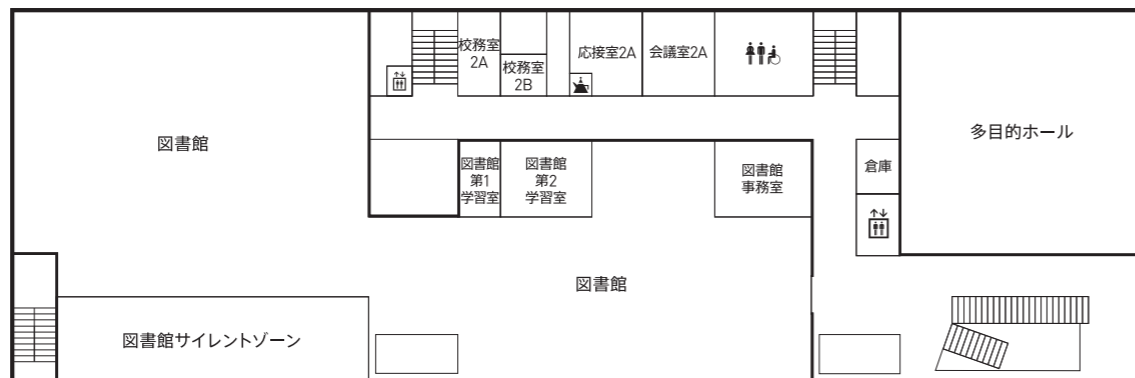 校務室
2A
校務室
2B
応接室2A
会議室2A
図書館
多目的ホール
図書館
第1
学習室
図書館
第2
学習室
図書館
事務室
倉庫
図書館
図書館サイレントゾーン